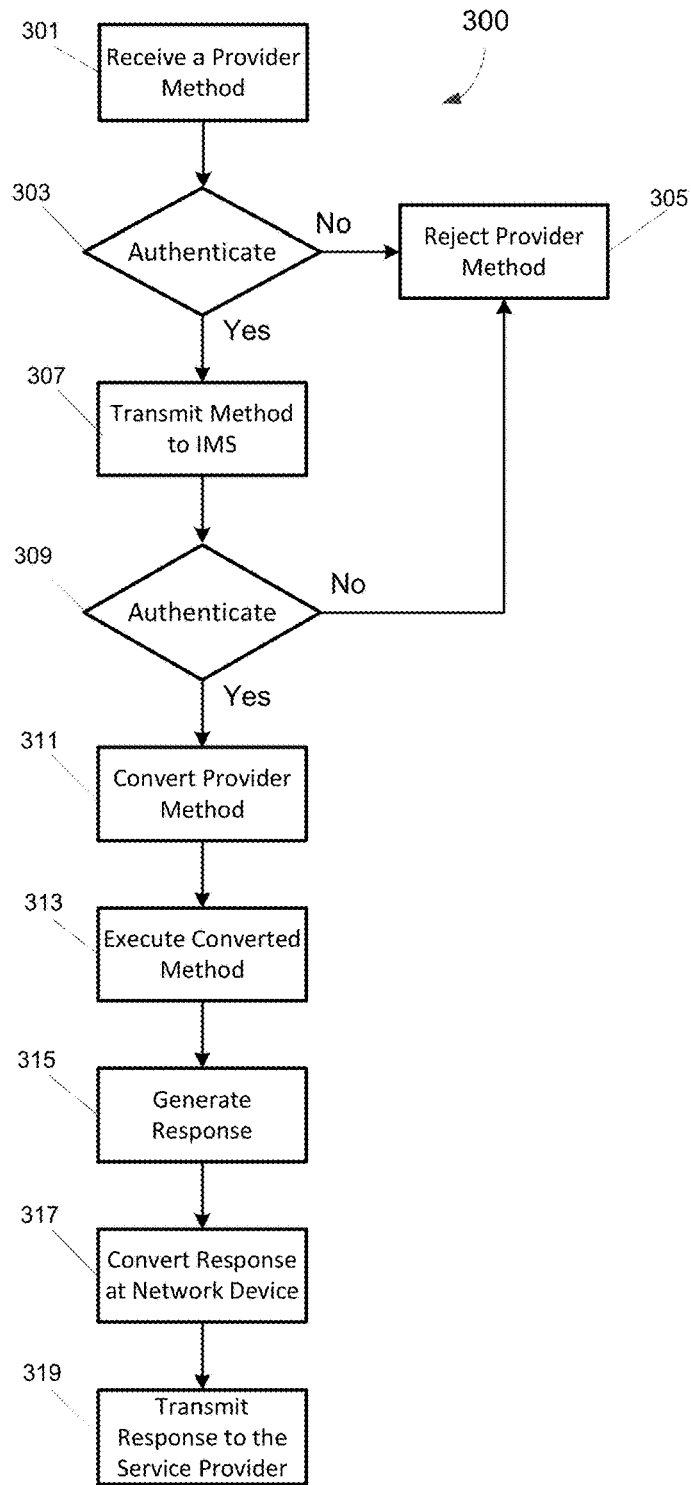 300
301
Receive a Provider
Method
303
Authenticate
No
305
Reject Provider
Method
Yes
307
Transmit Method
to IMS
309
Authenticate
No
Yes
311
Convert Provider
Method
313
Execute Converted
Method
315
Generate
Response
317
Convert Response
at Network Device
319
Transmit
Response to the
Service Provider